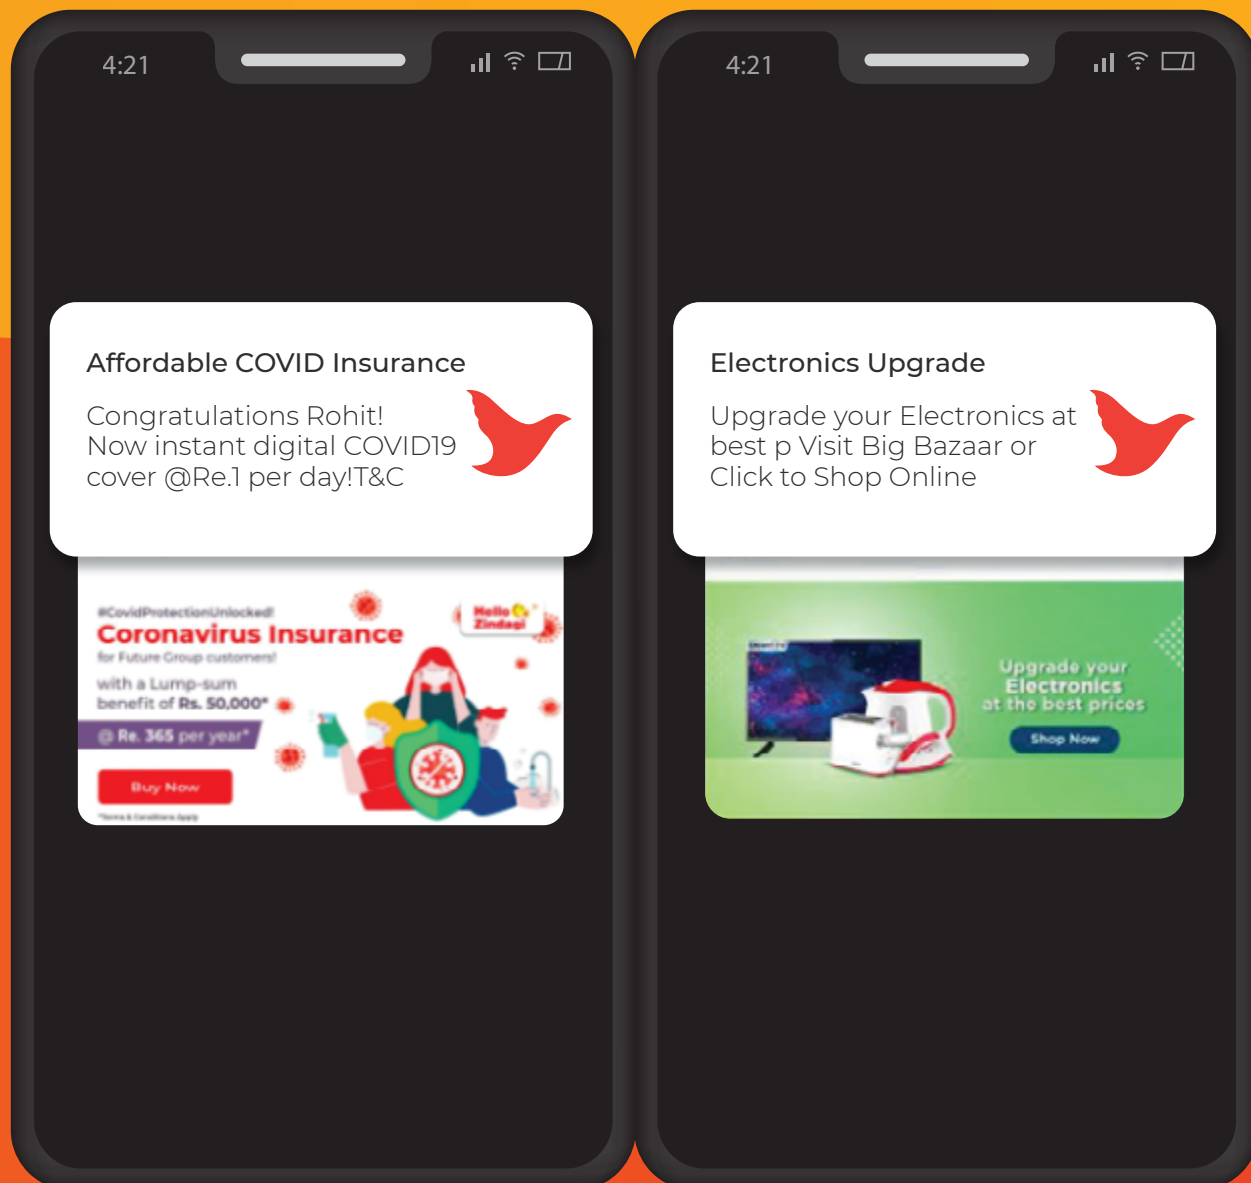 4:21
Affordable COVID Insurance
Congratulations Rohit!
Now instant digital COVID19
cover @Re.1 per day!T&C
#CovidProtectionUnlocked!
Coronavirus Insurance
for Future Group customers!
with a Lump-sum
benefit of Rs. 50,000*
@ Re. 365 per year*
Buy Now
*Terms & Conditions Apply
Hello
Zindagi
4:21
Electronics Upgrade
Upgrade your Electronics at
best p Visit Big Bazaar or
Click to Shop Online
Upgrade your
Electronics
at the best prices
Shop Now